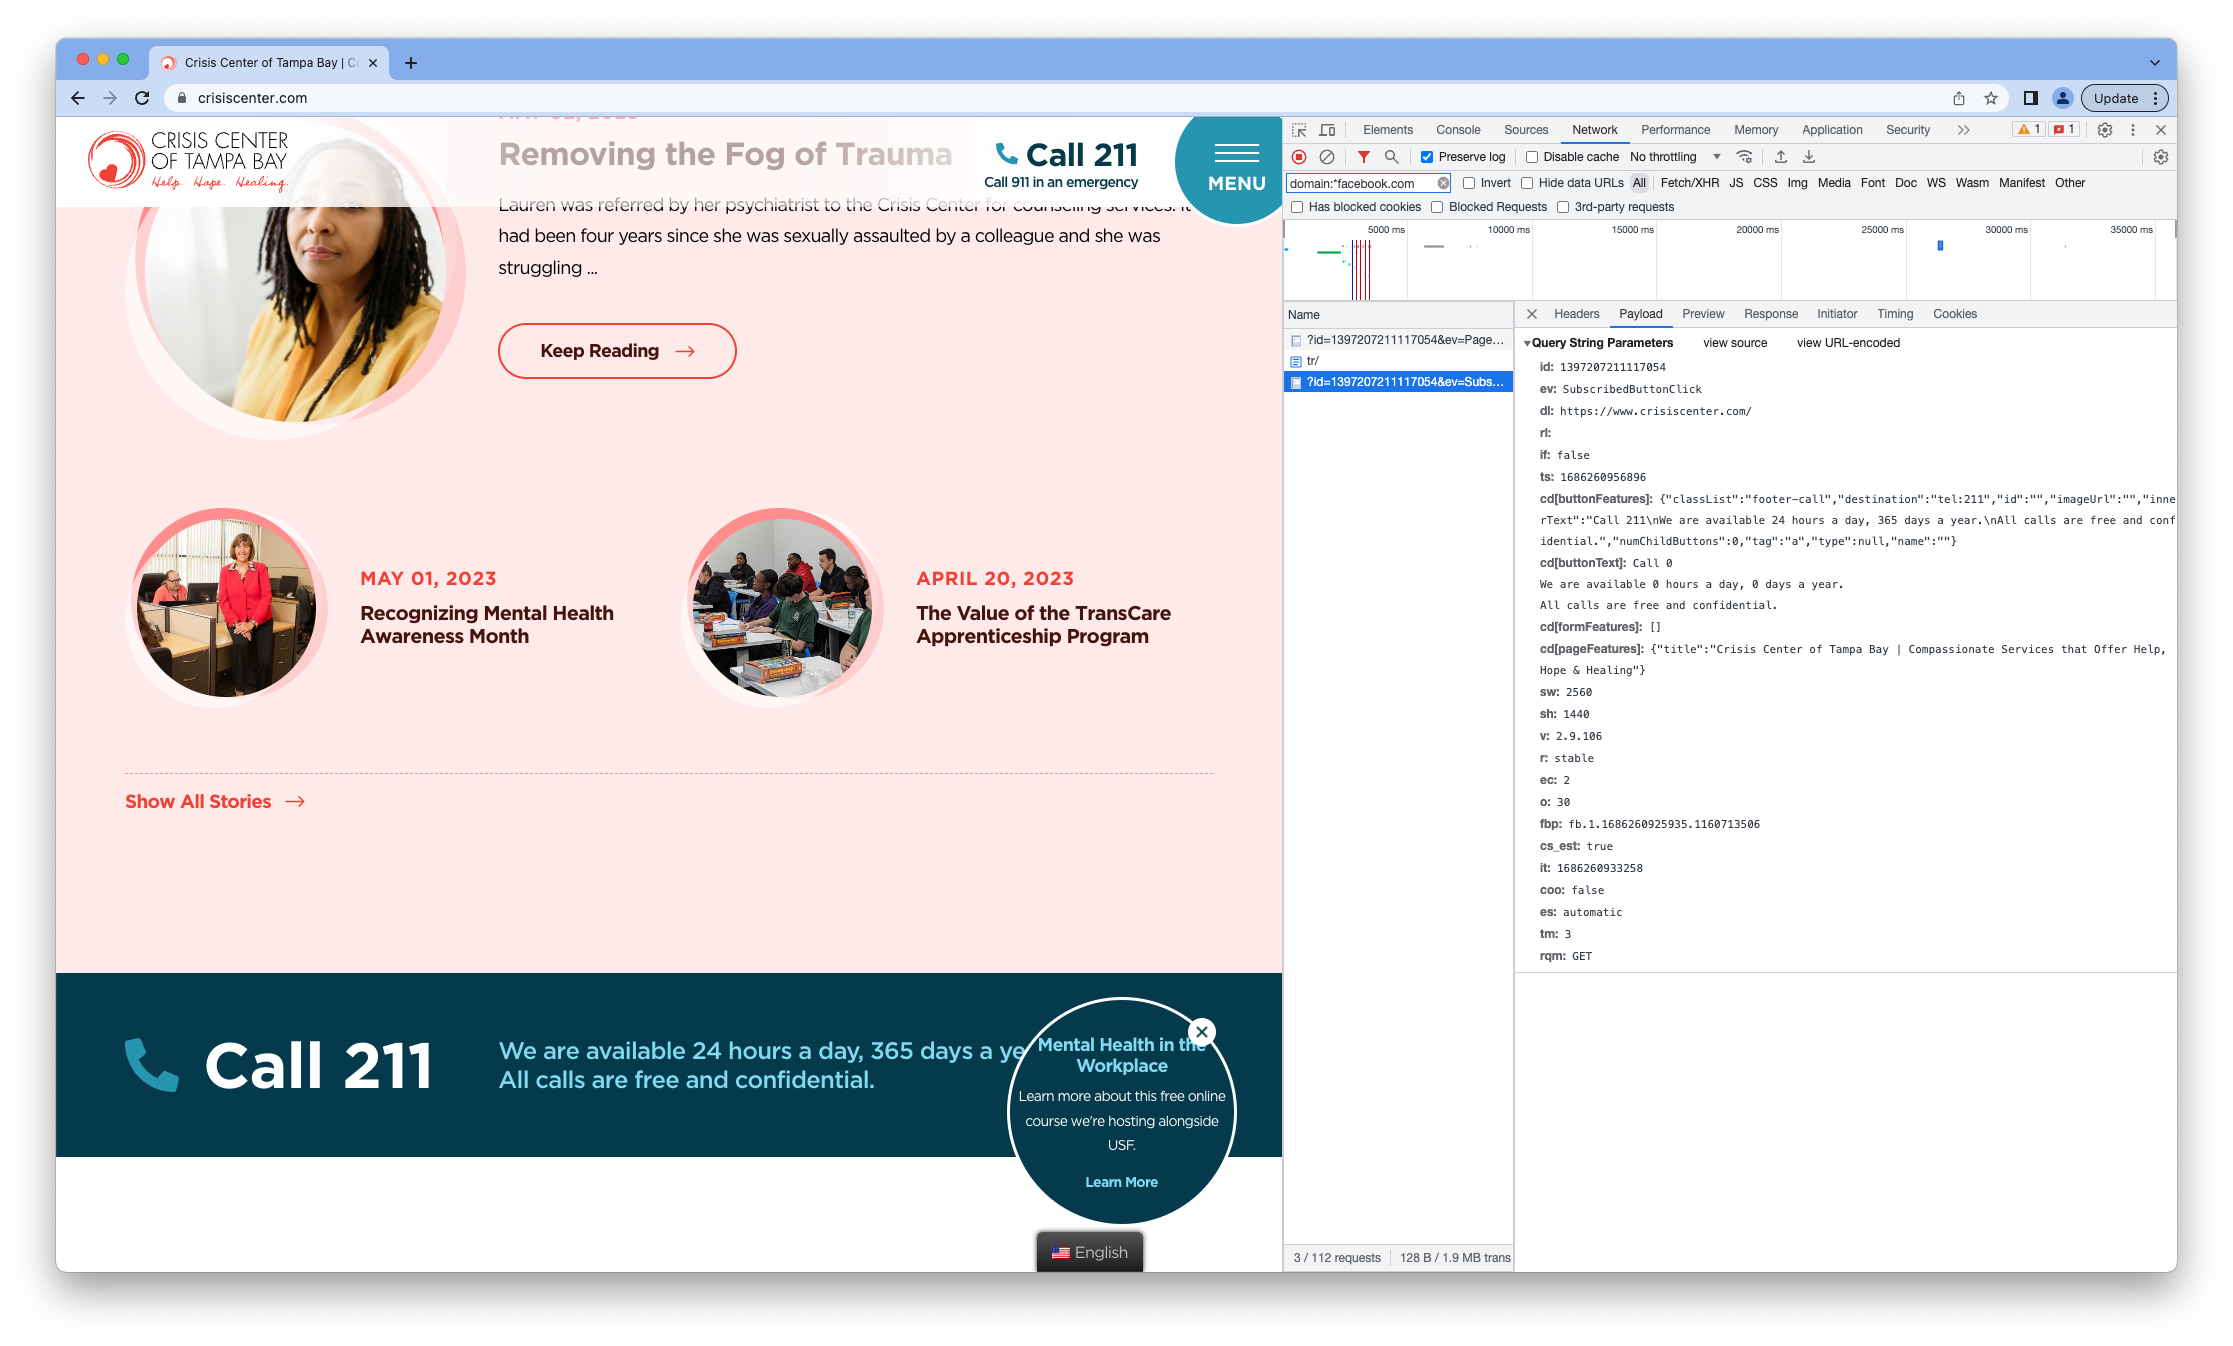 Crisis Center of Tampa Bay | Co
crisiscenter.com
Update
CRISIS CENTER
OF TAMPA BAY
Help. Hope. Healing.
Removing the Fog of Trauma
Call 211
Call 911 in an emergency
MENU
Lauren was referred by her psychiatrist to the Crisis Center for counseling services. It
had been four years since she was sexually assaulted by a colleague and she was
struggling ...
Keep Reading
MAY 01, 2023
Recognizing Mental Health
Awareness Month
APRIL 20, 2023
The Value of the TransCare
Apprenticeship Program
Show All Stories
Call 211
We are available 24 hours a day, 365 days a ye
All calls are free and confidential.
Mental Health in the
Workplace
Learn more about this free online
course we're hosting alongside
USF.
Learn More
English
Elements Console Sources Network Performance Memory Application Security 1 1
Preserve log Disable cache No throttling
domain:*facebook.com Invert Hide data URLs All Fetch/XHR JS CSS Img Media Font Doc WS Wasm Manifest Other
Has blocked cookies Blocked Requests 3rd-party requests
5000 ms 10000 ms 15000 ms 20000 ms 25000 ms 30000 ms 35000 ms
Name
?id=1397207211117054&ev=Page...
tr/
?id=1397207211117054&ev=Subs...
3 / 112 requests 128 B / 1.9 MB trans
Headers Payload Preview Response Initiator Timing Cookies
Query String Parameters view source view URL-encoded
id: 1397207211117054
ev: SubscribedButtonClick
dl: https://www.crisiscenter.com/
rl:
if: false
ts: 1686260956896
cd[buttonFeatures]: {"classList":"footer-call","destination":"tel:211","id":"","imageUrl":"","inne
rText":"Call 211\nWe are available 24 hours a day, 365 days a year.\nAll calls are free and conf
idential.","numChildButtons":0,"tag":"a","type":null,"name":""}
cd[buttonText]: Call 0
We are available 0 hours a day, 0 days a year.
All calls are free and confidential.
cd[formFeatures]: []
cd[pageFeatures]: {"title":"Crisis Center of Tampa Bay | Compassionate Services that Offer Help,
Hope & Healing"}
sw: 2560
sh: 1440
v: 2.9.106
r: stable
ec: 2
o: 30
fbp: fb.1.1686260925935.1160713506
cs_est: true
it: 1686260933258
coo: false
es: automatic
tm: 3
rqm: GET